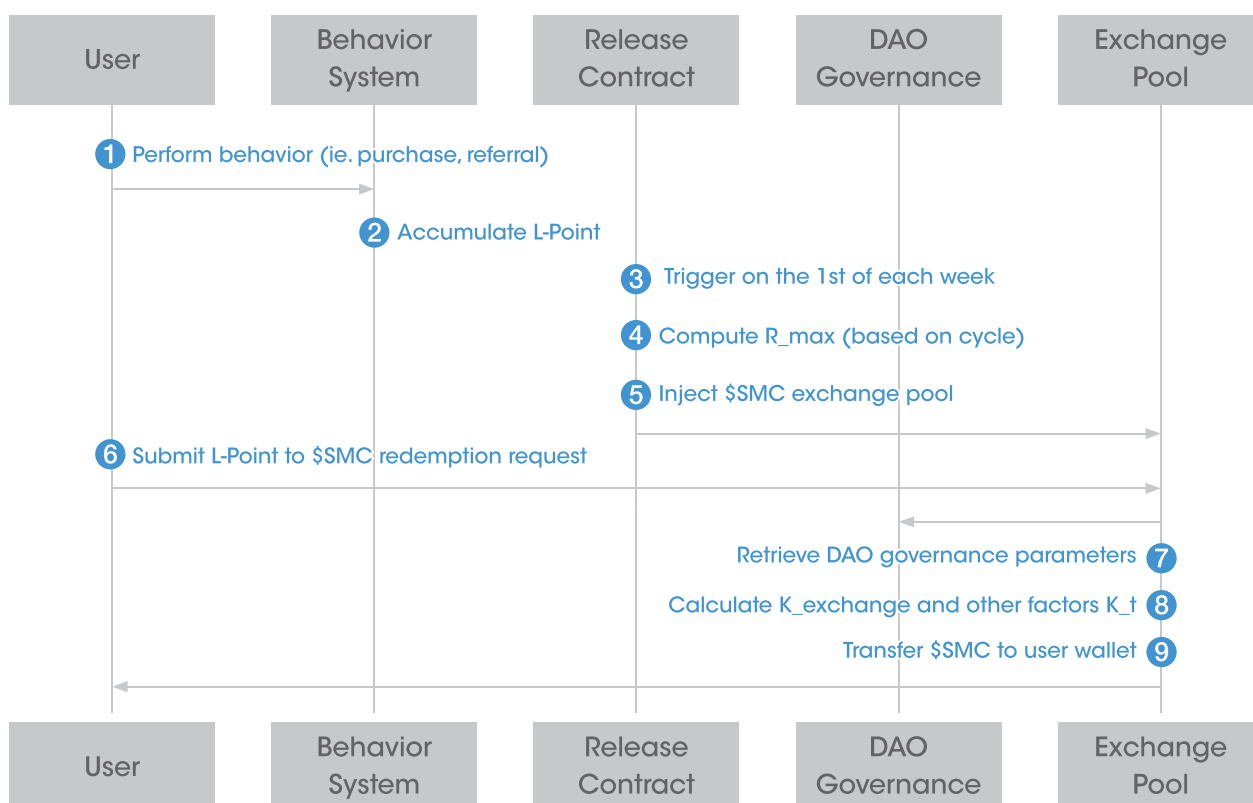 User
Behavior
System
Release
Contract
DAO
Governance
Exchange
Pool
1 Perform behavior (ie. purchase, referral)
2 Accumulate L-Point
3 Trigger on the 1st of each week
4 Compute R_max (based on cycle)
5 Inject $SMC exchange pool
6 Submit L-Point to $SMC redemption request
Retrieve DAO governance parameters 7
Calculate K_exchange and other factors K_t 8
Transfer $SMC to user wallet 9
User
Behavior
System
Release
Contract
DAO
Governance
Exchange
Pool